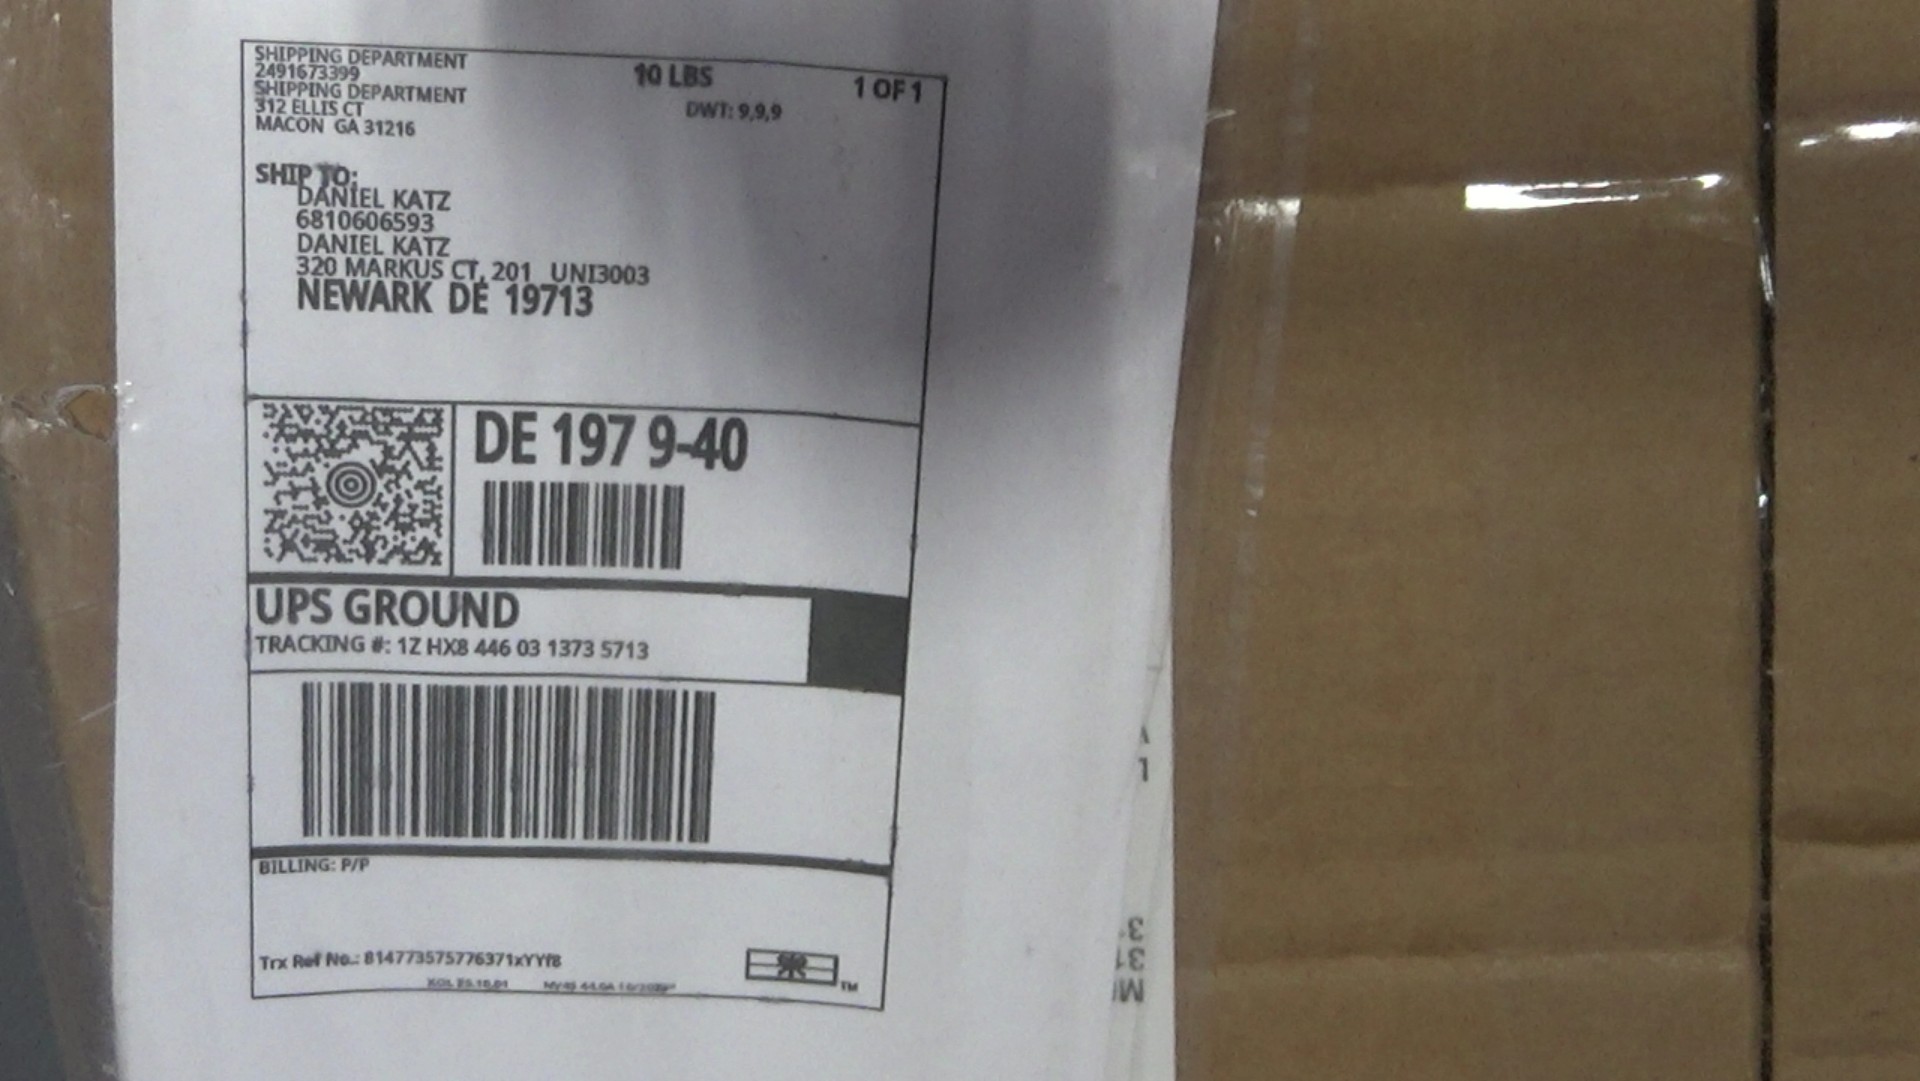 SHIPPING DEPARTMENT
2491673399
SHIPPING DEPARTMENT
312 ELLIS CT
MACON GA 31216
10 LBS
1 OF 1
DWT: 9,9,9
SHIP TO:
DANIEL KATZ
6810606593
DANIEL KATZ
320 MARKUS CT, 201 UNI3003
NEWARK DE 19713
DE 197 9-40
UPS GROUND
TRACKING #: 1Z HX8 446 03 1373 5713
BILLING: P/P
Trx Ref No.: 814773575776371xYYf8
TM